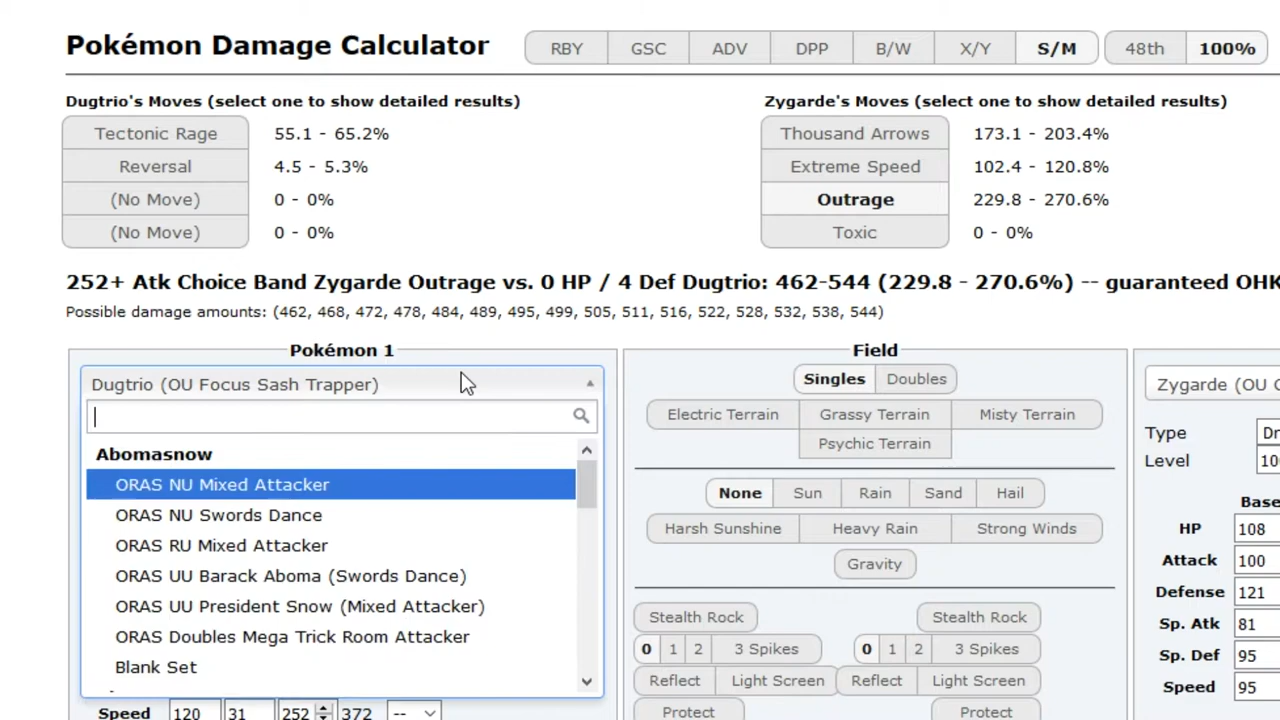 Pokémon Damage Calculator
RBY GSC ADV DPP B/W X/Y S/M 48th 100%
Dugtrio's Moves (select one to show detailed results)
Tectonic Rage 55.1 - 65.2%
Reversal 4.5 - 5.3%
(No Move) 0 - 0%
(No Move) 0 - 0%
Zygarde's Moves (select one to show detailed results)
Thousand Arrows 173.1 - 203.4%
Extreme Speed 102.4 - 120.8%
Outrage 229.8 - 270.6%
Toxic 0 - 0%
252+ Atk Choice Band Zygarde Outrage vs. 0 HP / 4 Def Dugtrio: 462-544 (229.8 - 270.6%) -- guaranteed OHK
Possible damage amounts: (462, 468, 472, 478, 484, 489, 495, 499, 505, 511, 516, 522, 528, 532, 538, 544)
Pokémon 1
Dugtrio (OU Focus Sash Trapper)
Abomasnow
ORAS NU Mixed Attacker
ORAS NU Swords Dance
ORAS RU Mixed Attacker
ORAS UU Barack Aboma (Swords Dance)
ORAS UU President Snow (Mixed Attacker)
ORAS Doubles Mega Trick Room Attacker
Blank Set
Speed 120 31 252 372 --
Field
Singles Doubles
Electric Terrain Grassy Terrain Misty Terrain
Psychic Terrain
None Sun Rain Sand Hail
Harsh Sunshine Heavy Rain Strong Winds
Gravity
Stealth Rock Stealth Rock
0 1 2 3 Spikes 0 1 2 3 Spikes
Reflect Light Screen Reflect Light Screen
Protect Protect
Zygarde (OU C
Type Dr
Level 10
Base
HP 108
Attack 100
Defense 121
Sp. Atk 81
Sp. Def 95
Speed 95